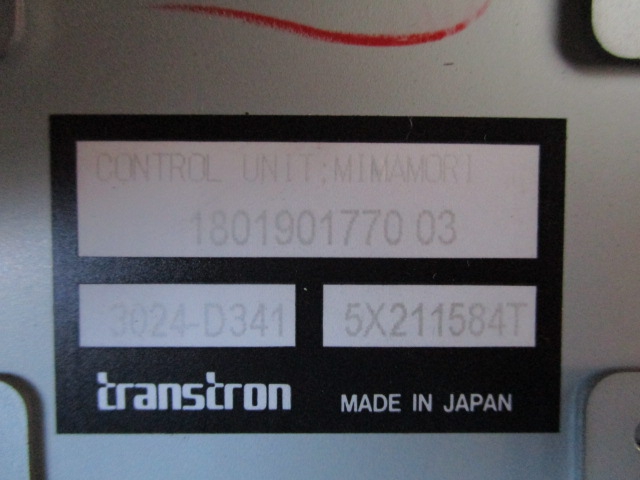 CONTROL UNIT;MIMAMORI
1801901770 03
3024-D341
5X211584T
transtron
MADE IN JAPAN